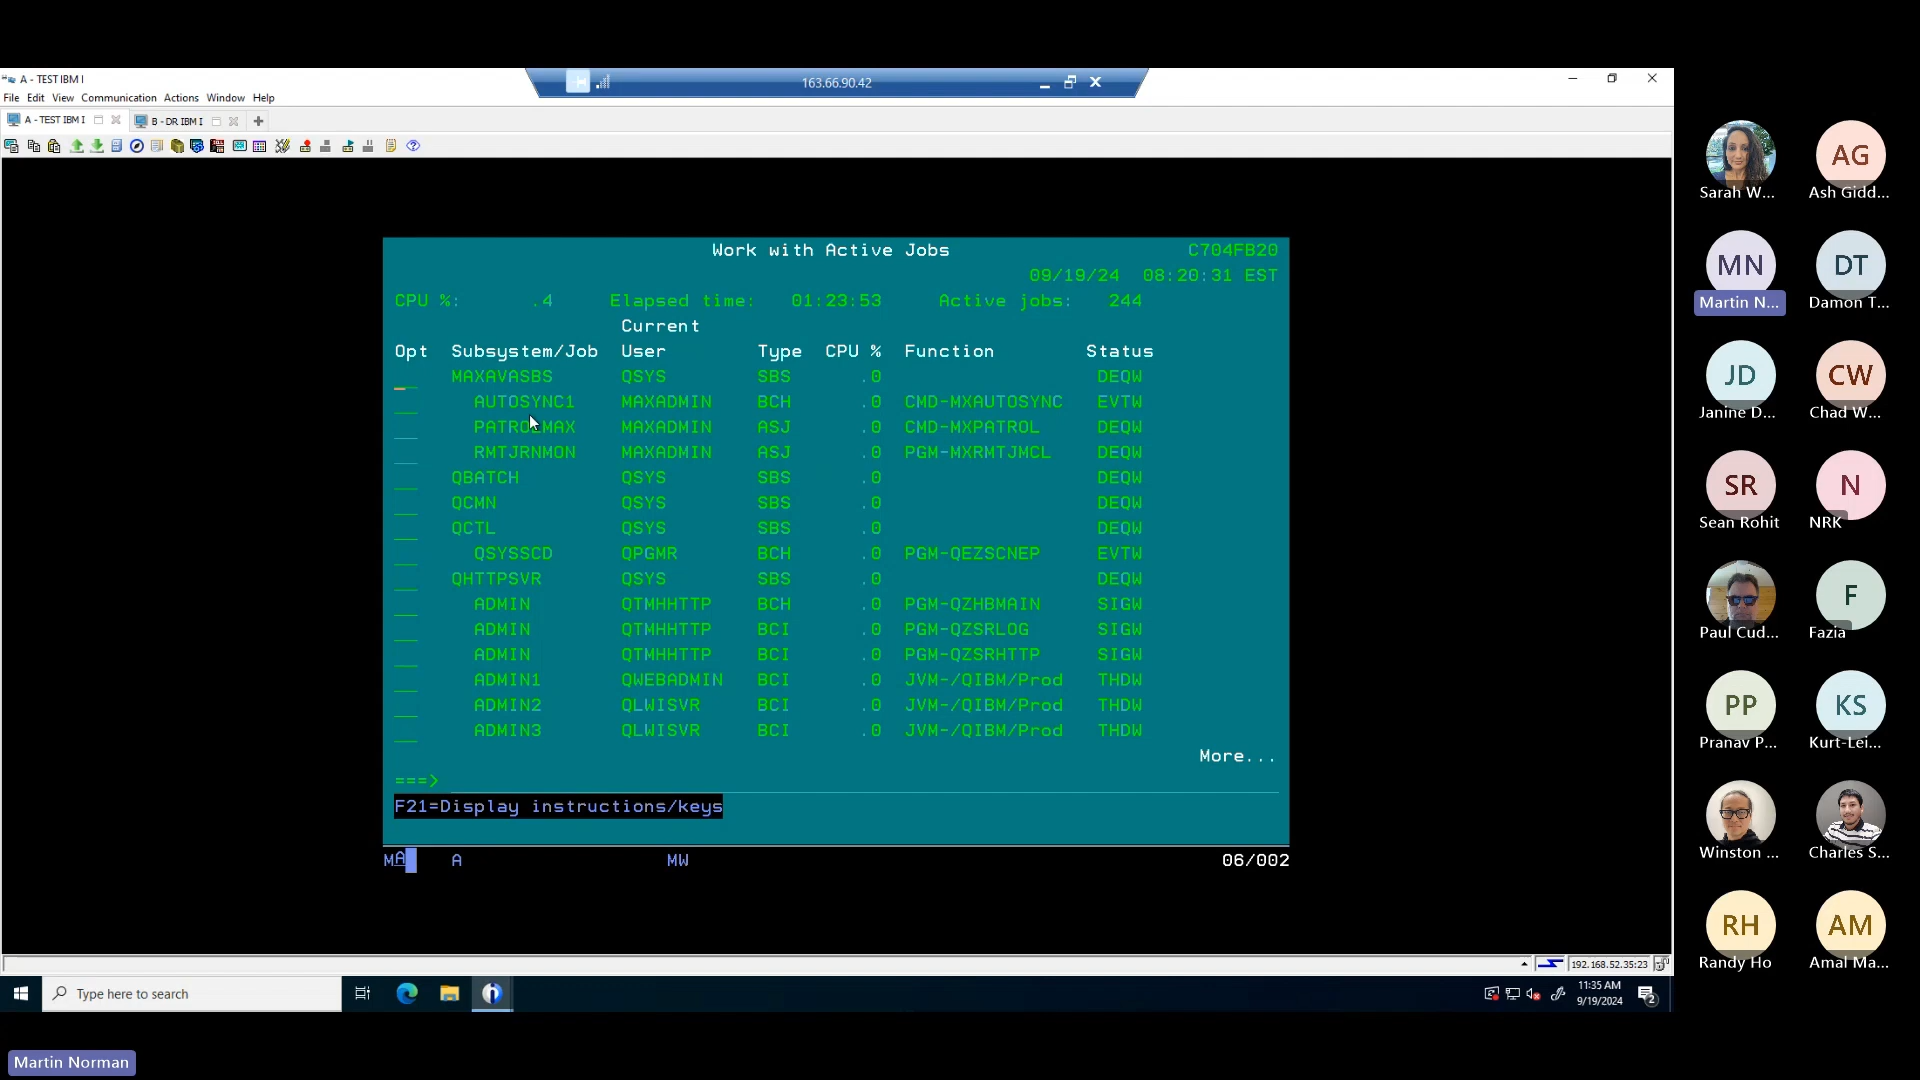 A - TEST IBM I
163.66.90.42
File Edit View Communication Actions Window Help
A - TEST IBM I
B - DR IBM I
Work with Active Jobs C704FB20
09/19/24 08:20:31 EST
CPU %: .4 Elapsed time: 01:23:53 Active jobs: 244
Current
Opt Subsystem/Job User Type CPU % Function Status
MAXAVASBS QSYS SBS .0 DEQW
AUTOSYNC1 MAXADMIN BCH .0 CMD-MXAUTOSYNC EVTW
PATROLMAX MAXADMIN ASJ .0 CMD-MXPATROL DEQW
RMTJRNMON MAXADMIN ASJ .0 PGM-MXRMTJMCL DEQW
QBATCH QSYS SBS .0 DEQW
QCMN QSYS SBS .0 DEQW
QCTL QSYS SBS .0 DEQW
QSYSSCD QPGMR BCH .0 PGM-QEZSCNEP EVTW
QHTTPSVR QSYS SBS .0 DEQW
ADMIN QTMHHTTP BCH .0 PGM-QZHBMAIN SIGW
ADMIN QTMHHTTP BCI .0 PGM-QZSRLOG SIGW
ADMIN QTMHHTTP BCI .0 PGM-QZSRHTTP SIGW
ADMIN1 QWEBADMIN BCI .0 JVM-/QIBM/Prod THDW
ADMIN2 QLWISVR BCI .0 JVM-/QIBM/Prod THDW
ADMIN3 QLWISVR BCI .0 JVM-/QIBM/Prod THDW
More...
===>
F21=Display instructions/keys
MA A MW 06/002
192.168.52.35:23
Type here to search
11:35 AM
9/19/2024
2
Sarah W...
AG
Ash Gidd...
MN
Martin N...
DT
Damon T...
JD
Janine D...
CW
Chad W...
SR
Sean Rohit
N
NRK
Paul Cud...
F
Fazia
PP
Pranav P...
KS
Kurt-Lei...
Winston ...
Charles S...
RH
Randy Ho
AM
Amal Ma...
Martin Norman